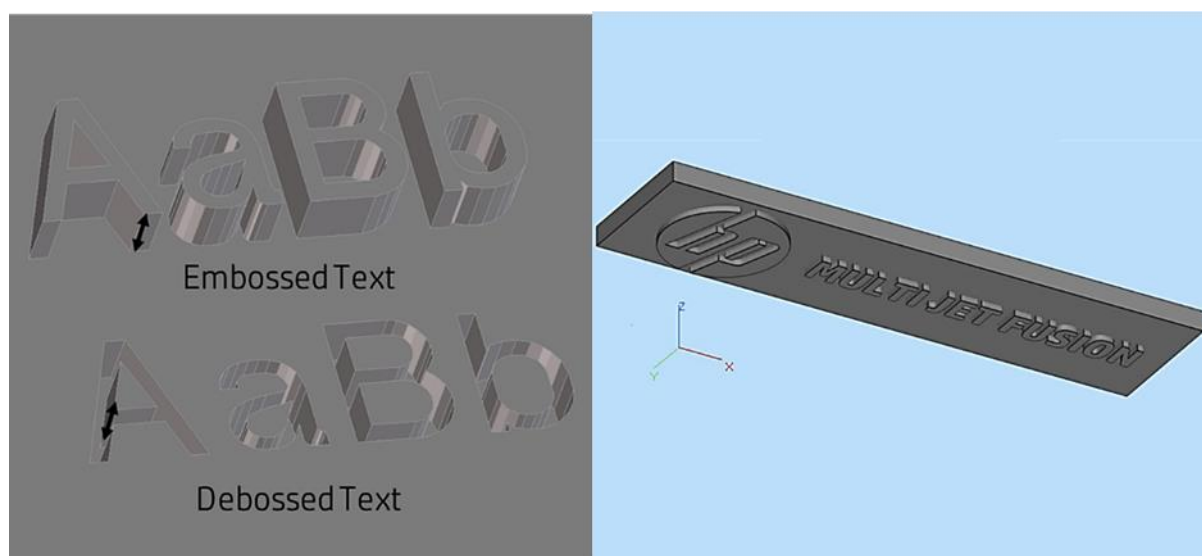 AaBb
Embossed Text
AaBb
Debossed Text
hp MULTI JET FUSION
Z
Y
X